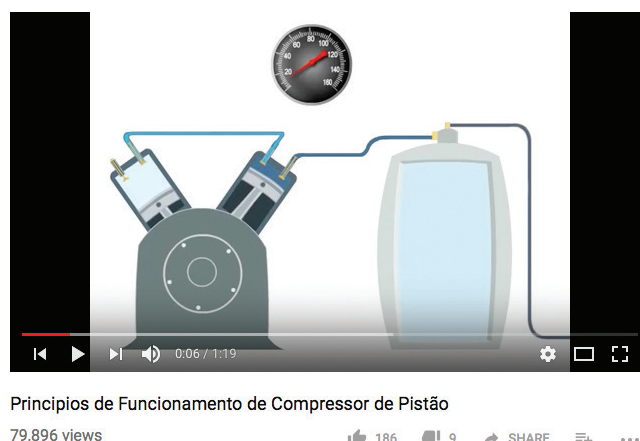 20 40 60 80 100 120 140 160
0:06 / 1:19
Principios de Funcionamento de Compressor de Pistão
79.896 views 186 9 SHARE